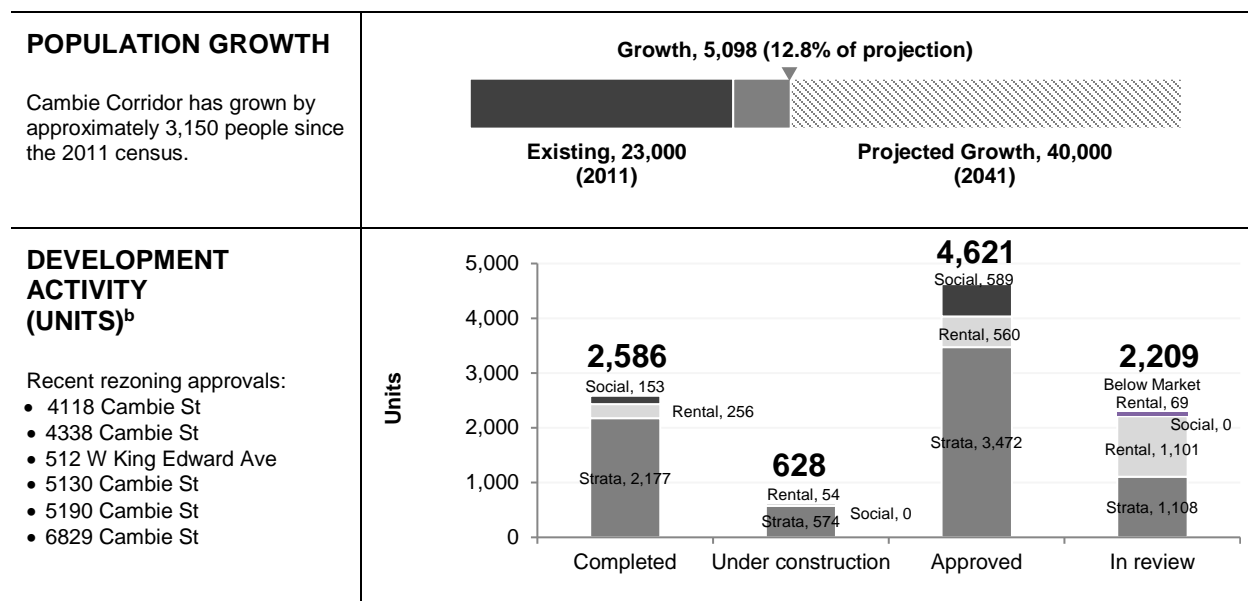 POPULATION GROWTH
Cambie Corridor has grown by
approximately 3,150 people since
the 2011 census.
Growth, 5,098 (12.8% of projection)
Existing, 23,000
(2011)
Projected Growth, 40,000
(2041)
DEVELOPMENT
ACTIVITY
(UNITS)b
Recent rezoning approvals:
• 4118 Cambie St
• 4338 Cambie St
• 512 W King Edward Ave
• 5130 Cambie St
• 5190 Cambie St
• 6829 Cambie St
Units
5,000
4,000
3,000
2,000
1,000
0
2,586
Social, 153
Rental, 256
Strata, 2,177
Completed
628
Rental, 54
Social, 0
Strata, 574
Under construction
4,621
Social, 589
Rental, 560
Strata, 3,472
Approved
2,209
Below Market
Rental, 69
Social, 0
Rental, 1,101
Strata, 1,108
In review